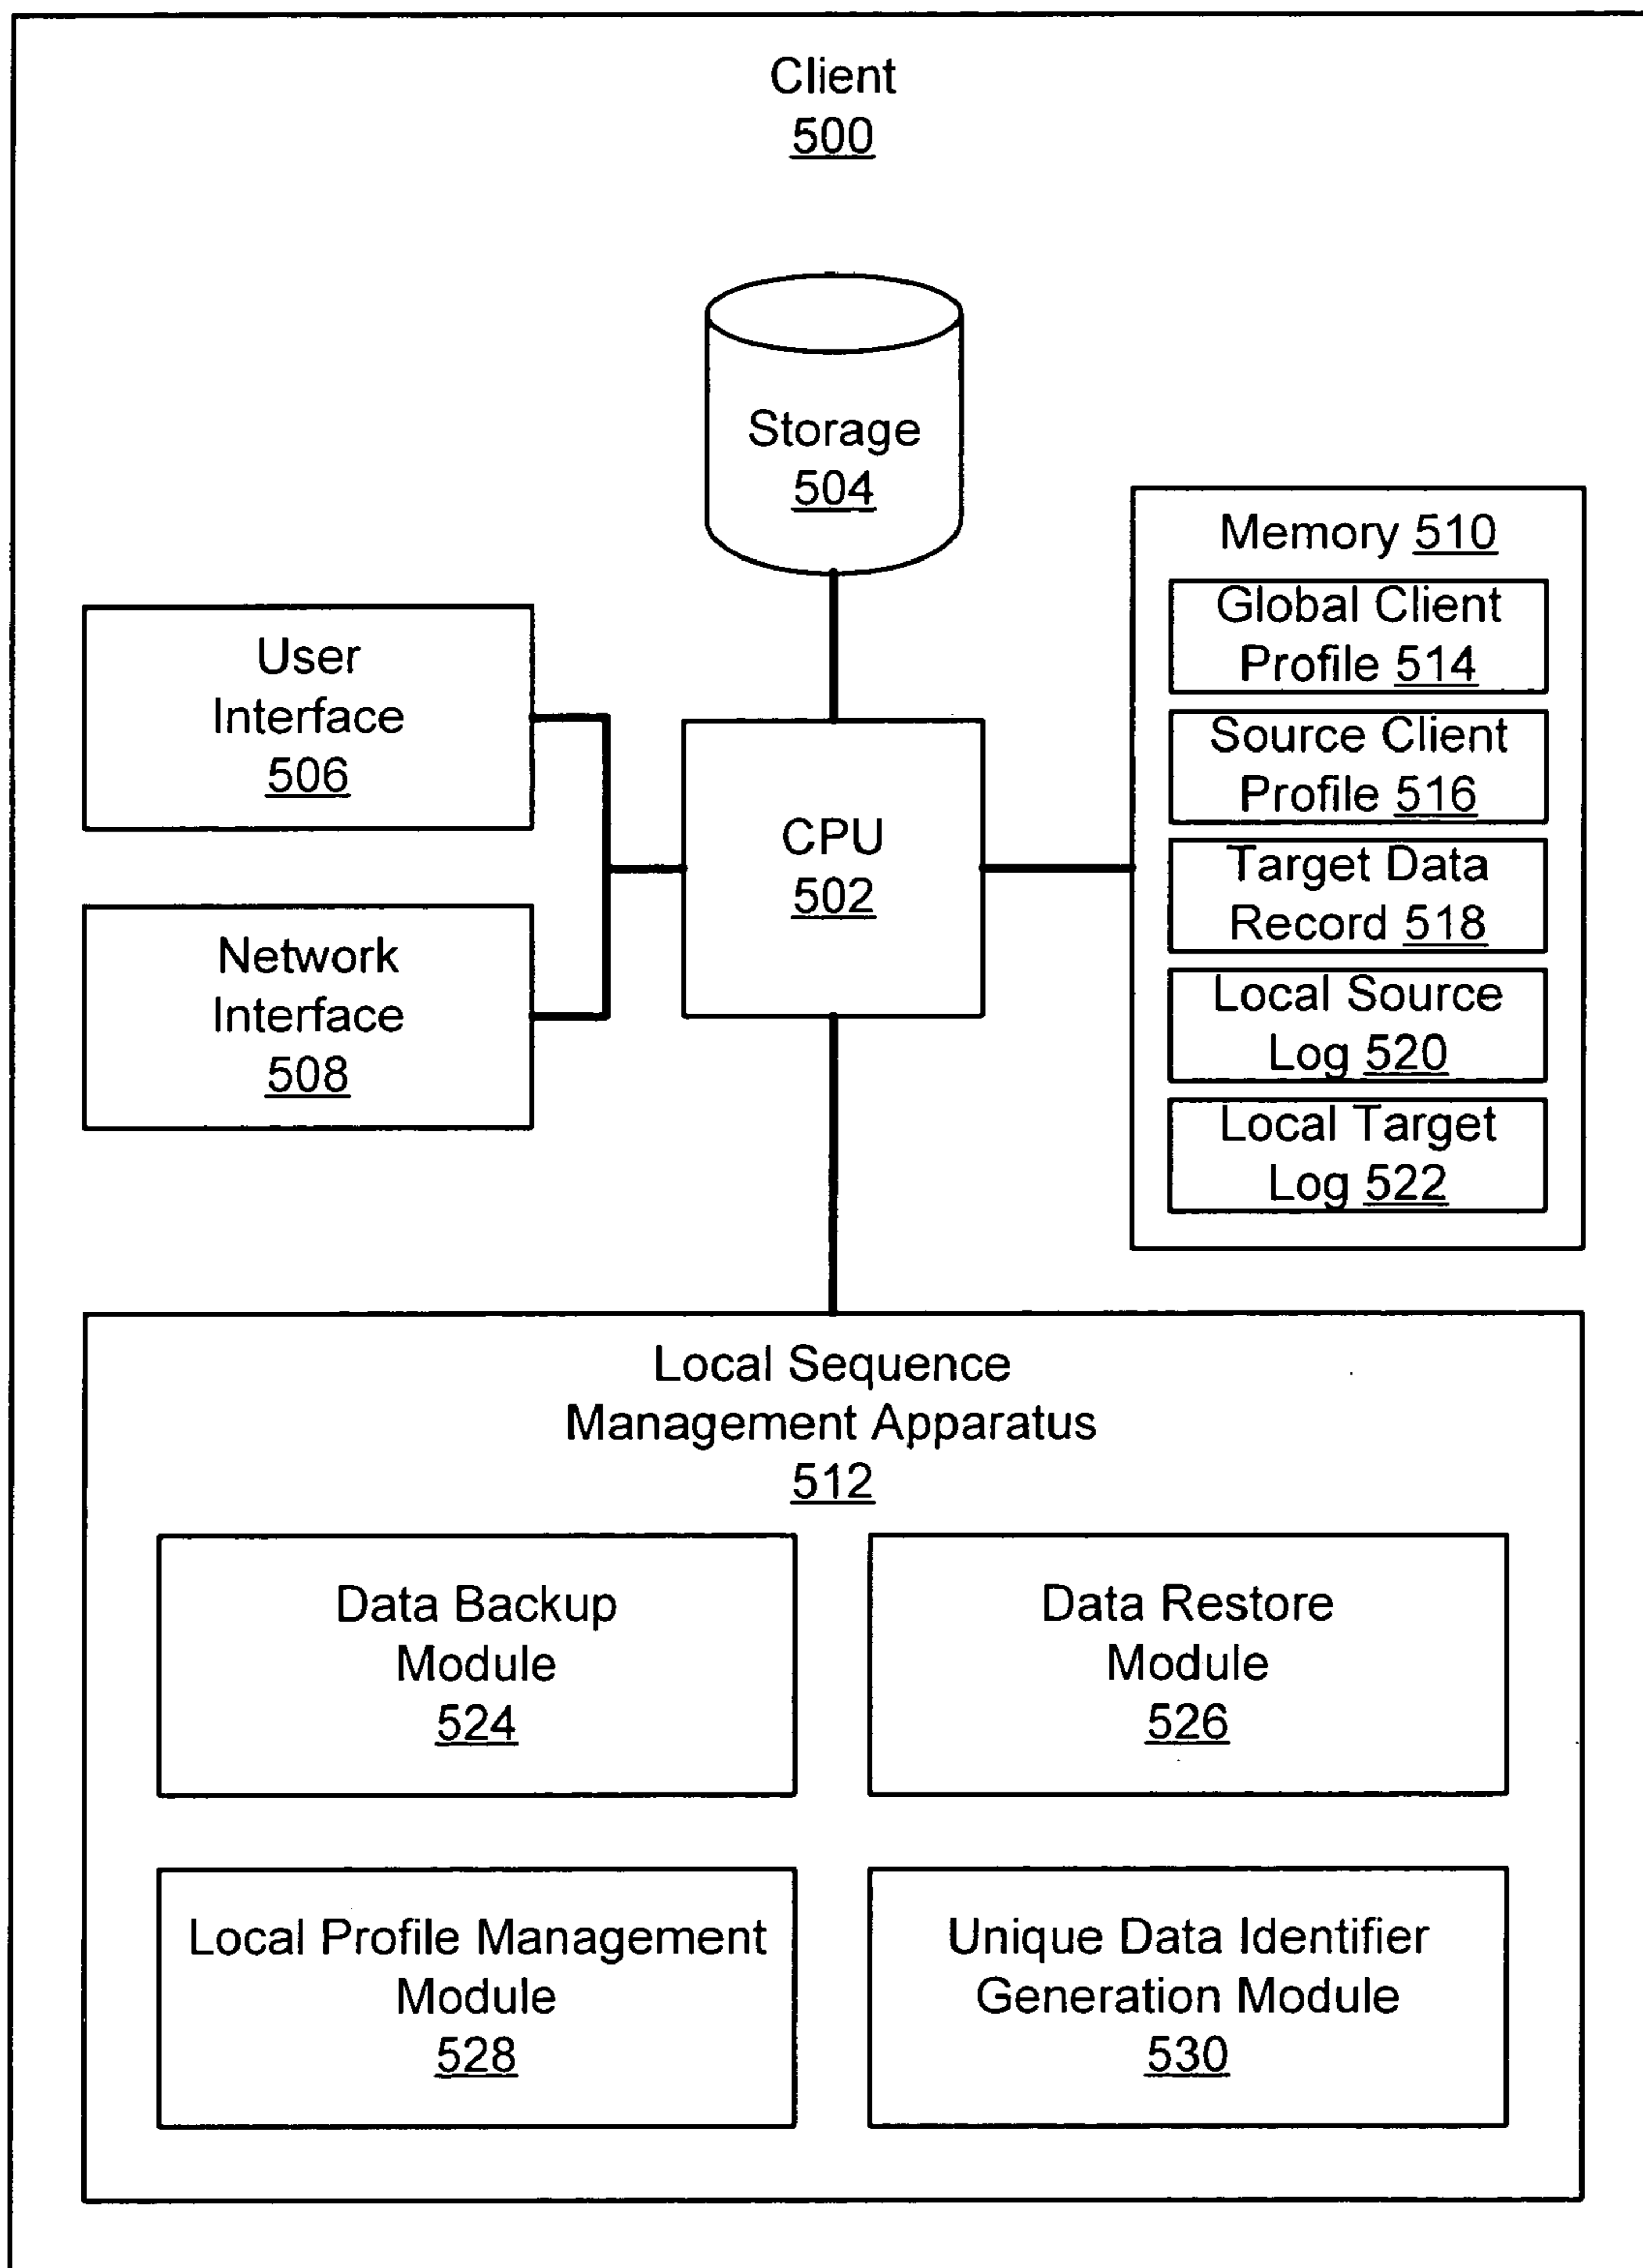 Client
500
Storage
504
Memory 510
Global Client
Profile 514
Source Client
Profile 516
Target Data
Record 518
Local Source
Log 520
Local Target
Log 522
User
Interface
506
CPU
502
Network
Interface
508
Local Sequence
Management Apparatus
512
Data Backup
Module
524
Data Restore
Module
526
Local Profile Management
Module
528
Unique Data Identifier
Generation Module
530